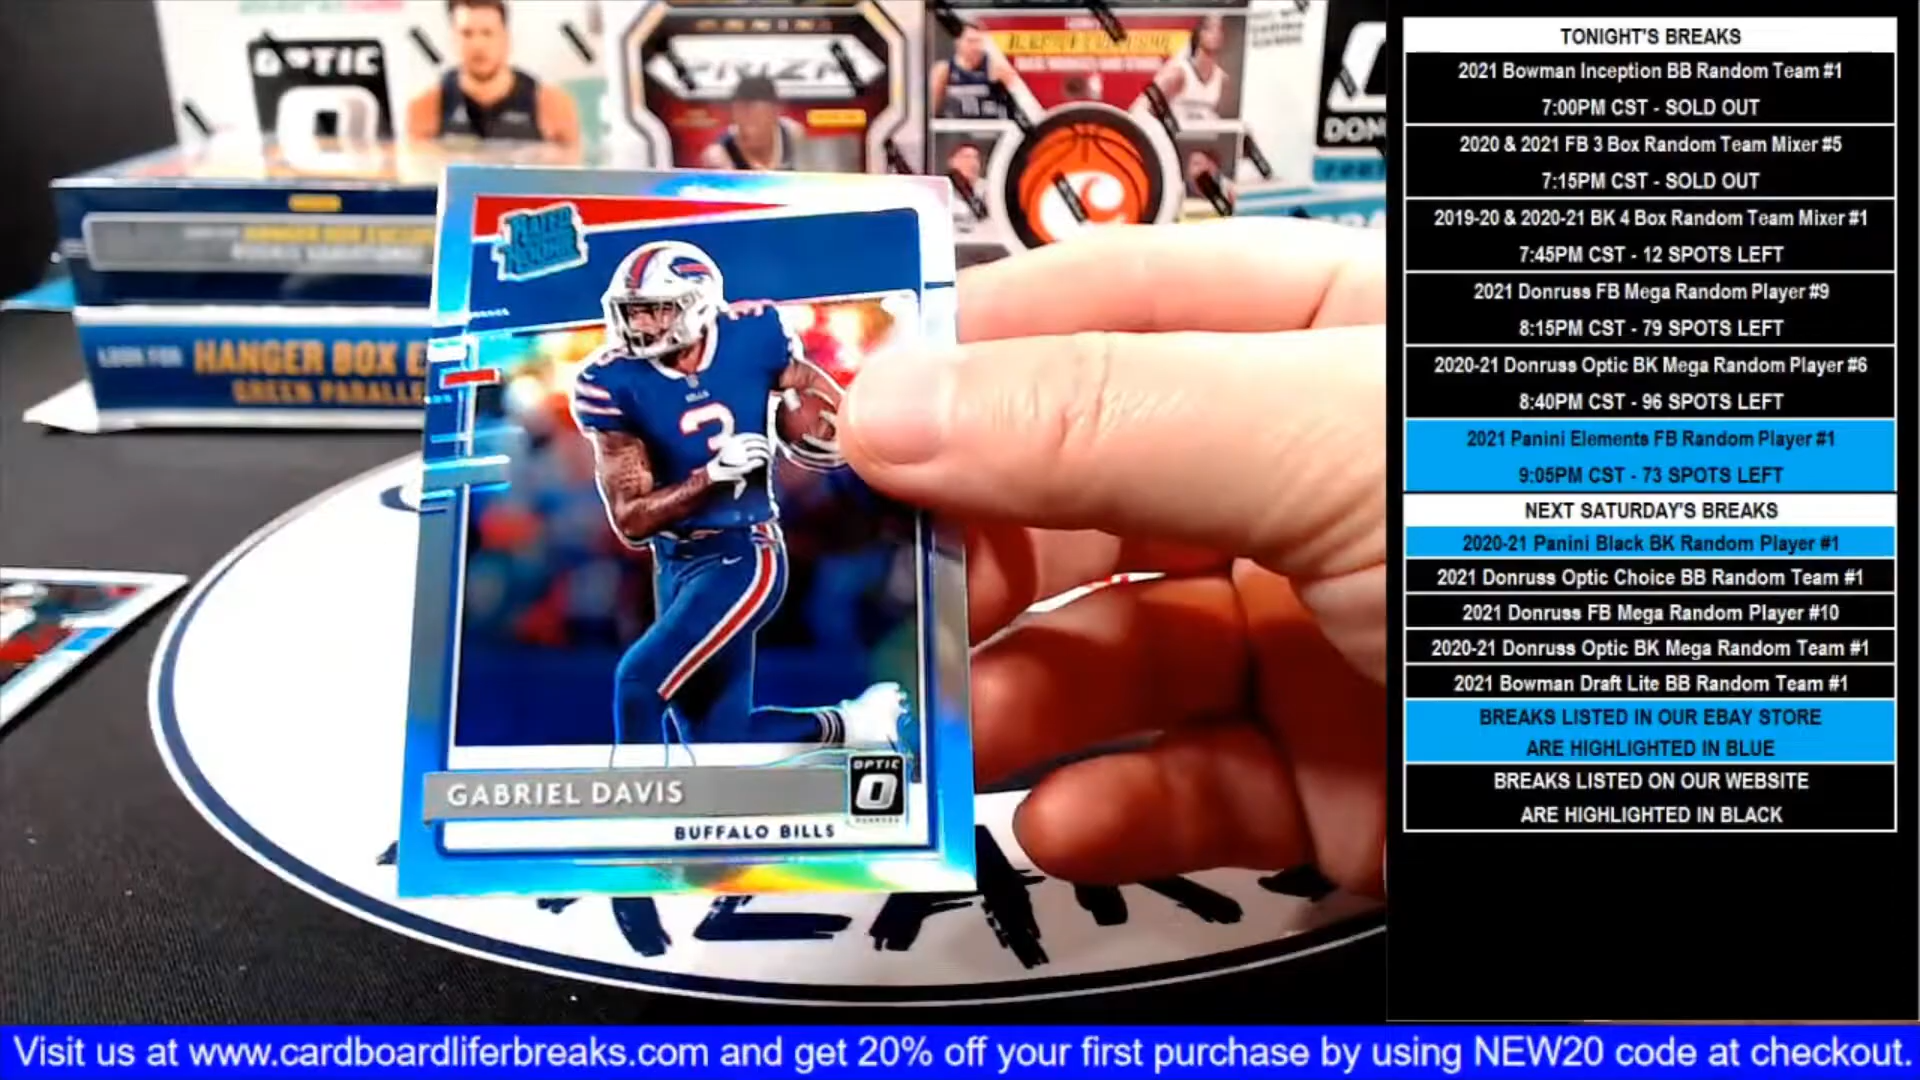 OPTIC
PRIZM
DON
LOOK FOR HANGER BOX E
GREEN PARALLE
RATED
ROOKIE
3
BILLS
3
GABRIEL DAVIS
OPTIC
BUFFALO BILLS
TONIGHT'S BREAKS
2021 Bowman Inception BB Random Team #1
7:00PM CST - SOLD OUT
2020 & 2021 FB 3 Box Random Team Mixer #5
7:15PM CST - SOLD OUT
2019-20 & 2020-21 BK 4 Box Random Team Mixer #1
7:45PM CST - 12 SPOTS LEFT
2021 Donruss FB Mega Random Player #9
8:15PM CST - 79 SPOTS LEFT
2020-21 Donruss Optic BK Mega Random Player #6
8:40PM CST - 96 SPOTS LEFT
2021 Panini Elements FB Random Player #1
9:05PM CST - 73 SPOTS LEFT
NEXT SATURDAY'S BREAKS
2020-21 Panini Black BK Random Player #1
2021 Donruss Optic Choice BB Random Team #1
2021 Donruss FB Mega Random Player #10
2020-21 Donruss Optic BK Mega Random Team #1
2021 Bowman Draft Lite BB Random Team #1
BREAKS LISTED IN OUR EBAY STORE
ARE HIGHLIGHTED IN BLUE
BREAKS LISTED ON OUR WEBSITE
ARE HIGHLIGHTED IN BLACK
Visit us at www.cardboardliferbreaks.com and get 20% off your first purchase by using NEW20 code at checkout.